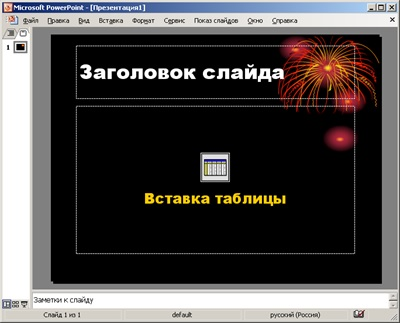 Microsoft PowerPoint - [Презентация1]
Файл Правка Вид Вставка Формат Сервис Показ слайдов Окно Справка
1
Заголовок слайда
Вставка таблицы
Заметки к слайду
Слайд 1 из 1 default русский (Россия)